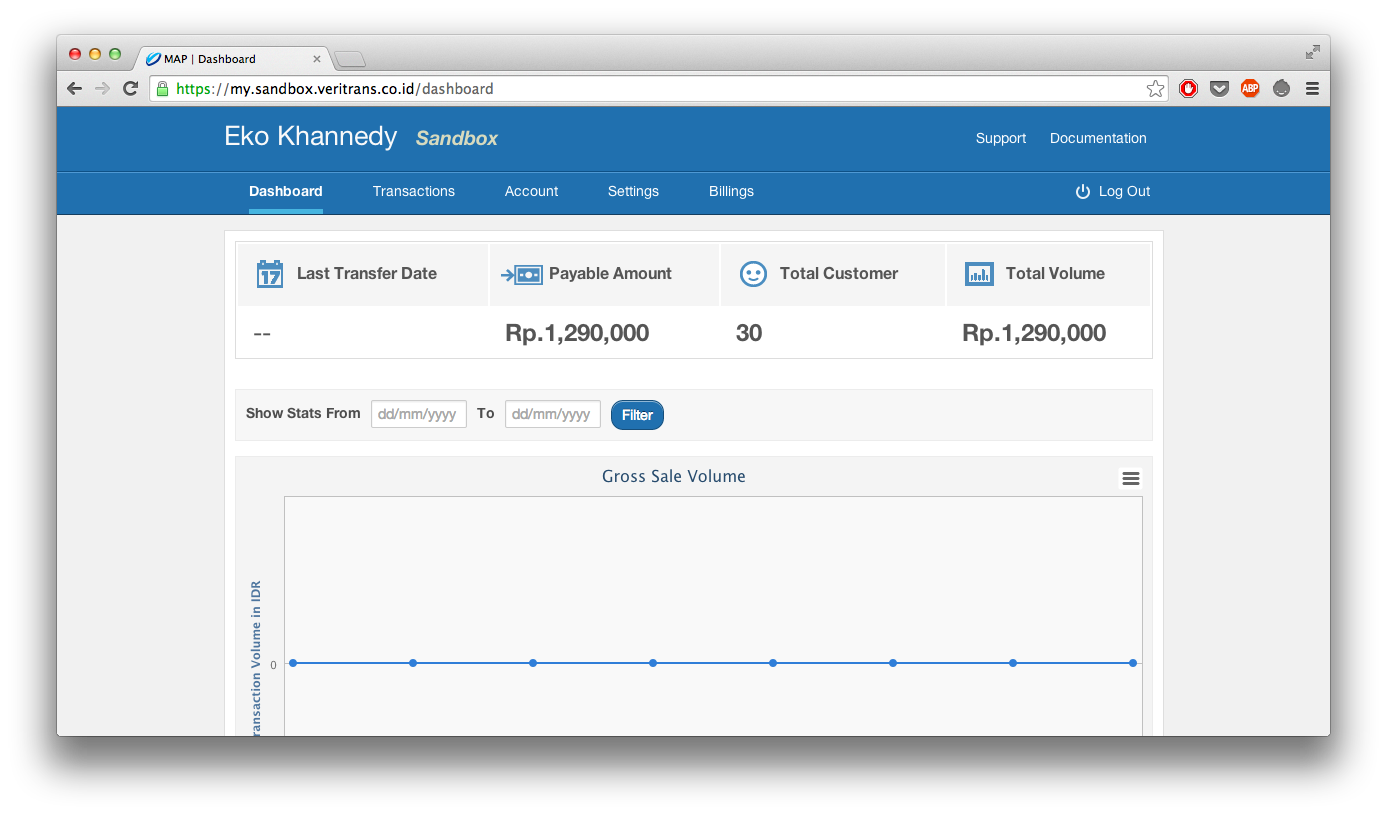 MAP | Dashboard
https://my.sandbox.veritrans.co.id/dashboard
ABP
Eko Khannedy Sandbox
Support Documentation
Dashboard Transactions Account Settings Billings Log Out
17 Last Transfer Date Payable Amount Total Customer Total Volume
-- Rp.1,290,000 30 Rp.1,290,000
Show Stats From dd/mm/yyyy To dd/mm/yyyy Filter
Gross Sale Volume
ransaction Volume in IDR
0